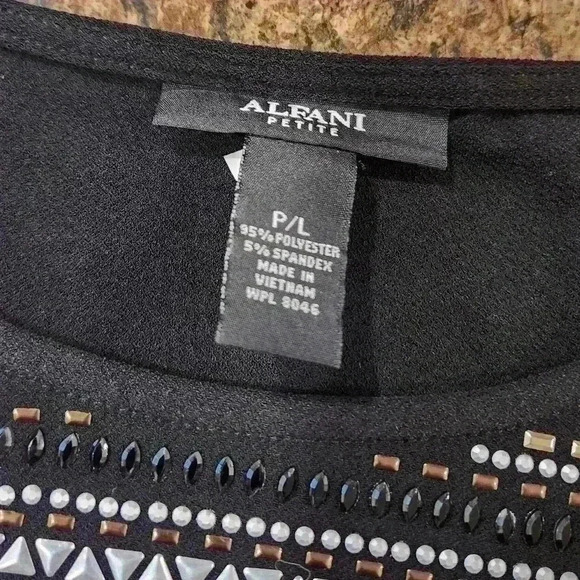 ALFANI
PETITE
P/L
95% POLYESTER
5% SPANDEX
MADE IN
VIETNAM
WPL 8046